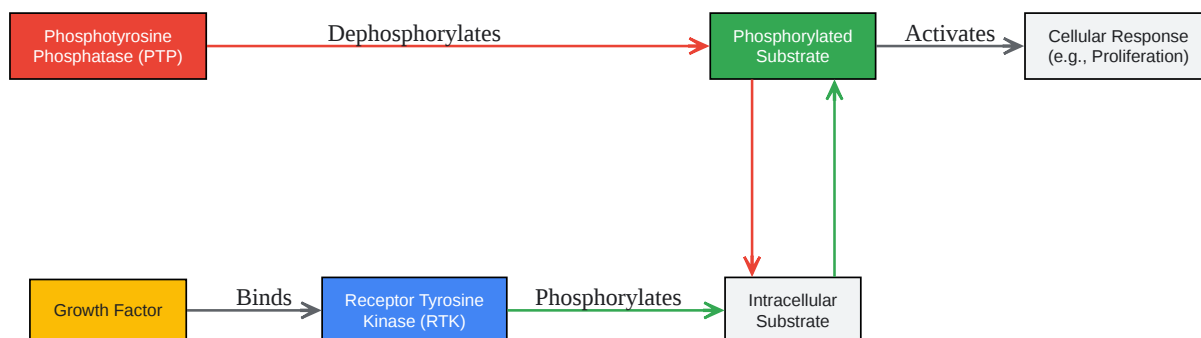 Phosphotyrosine
Phosphatase (PTP)
Dephosphorylates
Phosphorylated
Substrate
Activates
Cellular Response
(e.g., Proliferation)
Growth Factor
Binds
Receptor Tyrosine
Kinase (RTK)
Phosphorylates
Intracellular
Substrate